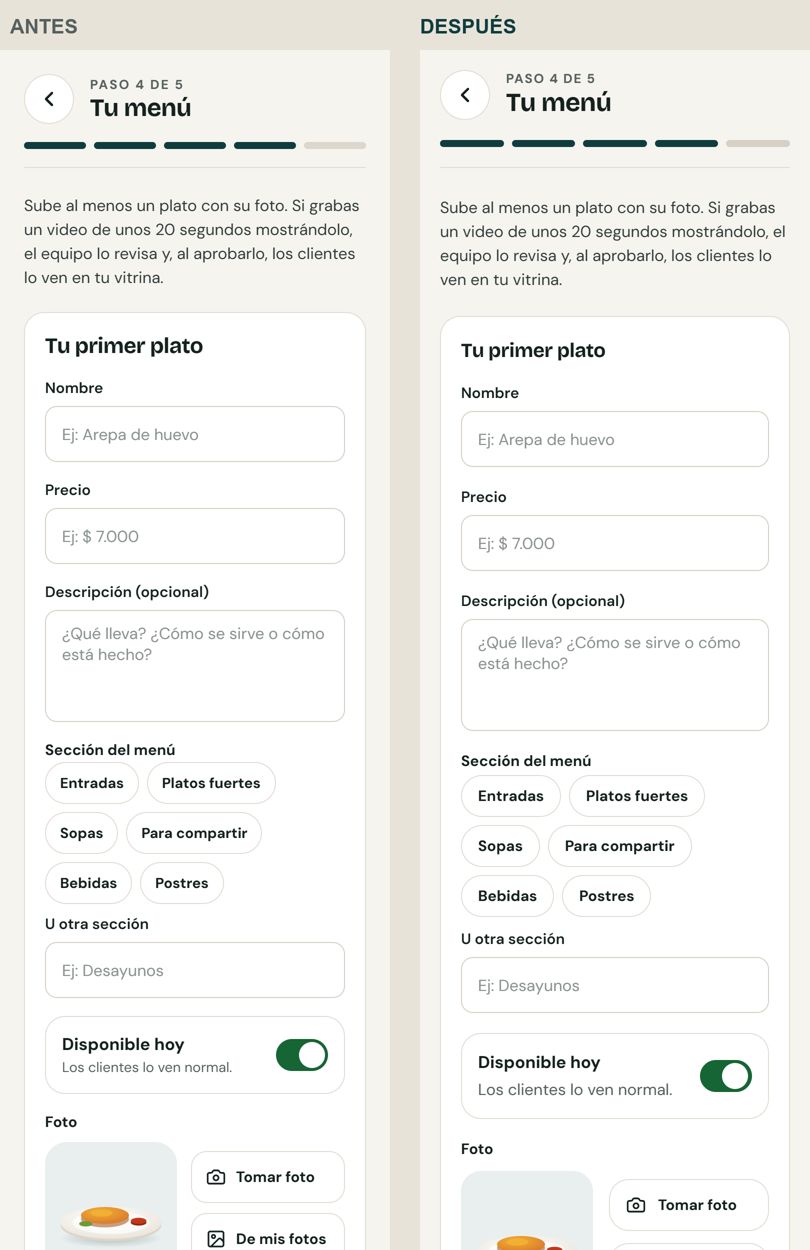 ANTES
PASO 4 DE 5
Tu menú
Sube al menos un plato con su foto. Si grabas
un video de unos 20 segundos mostrándolo,
el equipo lo revisa y, al aprobarlo, los clientes
lo ven en tu vitrina.
Tu primer plato
Nombre
Ej: Arepa de huevo
Precio
Ej: $ 7.000
Descripción (opcional)
¿Qué lleva? ¿Cómo se sirve o cómo
está hecho?
Sección del menú
Entradas
Platos fuertes
Sopas
Para compartir
Bebidas
Postres
U otra sección
Ej: Desayunos
Disponible hoy
Los clientes lo ven normal.
Foto
Tomar foto
De mis fotos
DESPUÉS
PASO 4 DE 5
Tu menú
Sube al menos un plato con su foto. Si grabas
un video de unos 20 segundos mostrándolo, el
equipo lo revisa y, al aprobarlo, los clientes lo
ven en tu vitrina.
Tu primer plato
Nombre
Ej: Arepa de huevo
Precio
Ej: $ 7.000
Descripción (opcional)
¿Qué lleva? ¿Cómo se sirve o cómo
está hecho?
Sección del menú
Entradas
Platos fuertes
Sopas
Para compartir
Bebidas
Postres
U otra sección
Ej: Desayunos
Disponible hoy
Los clientes lo ven normal.
Foto
Tomar foto